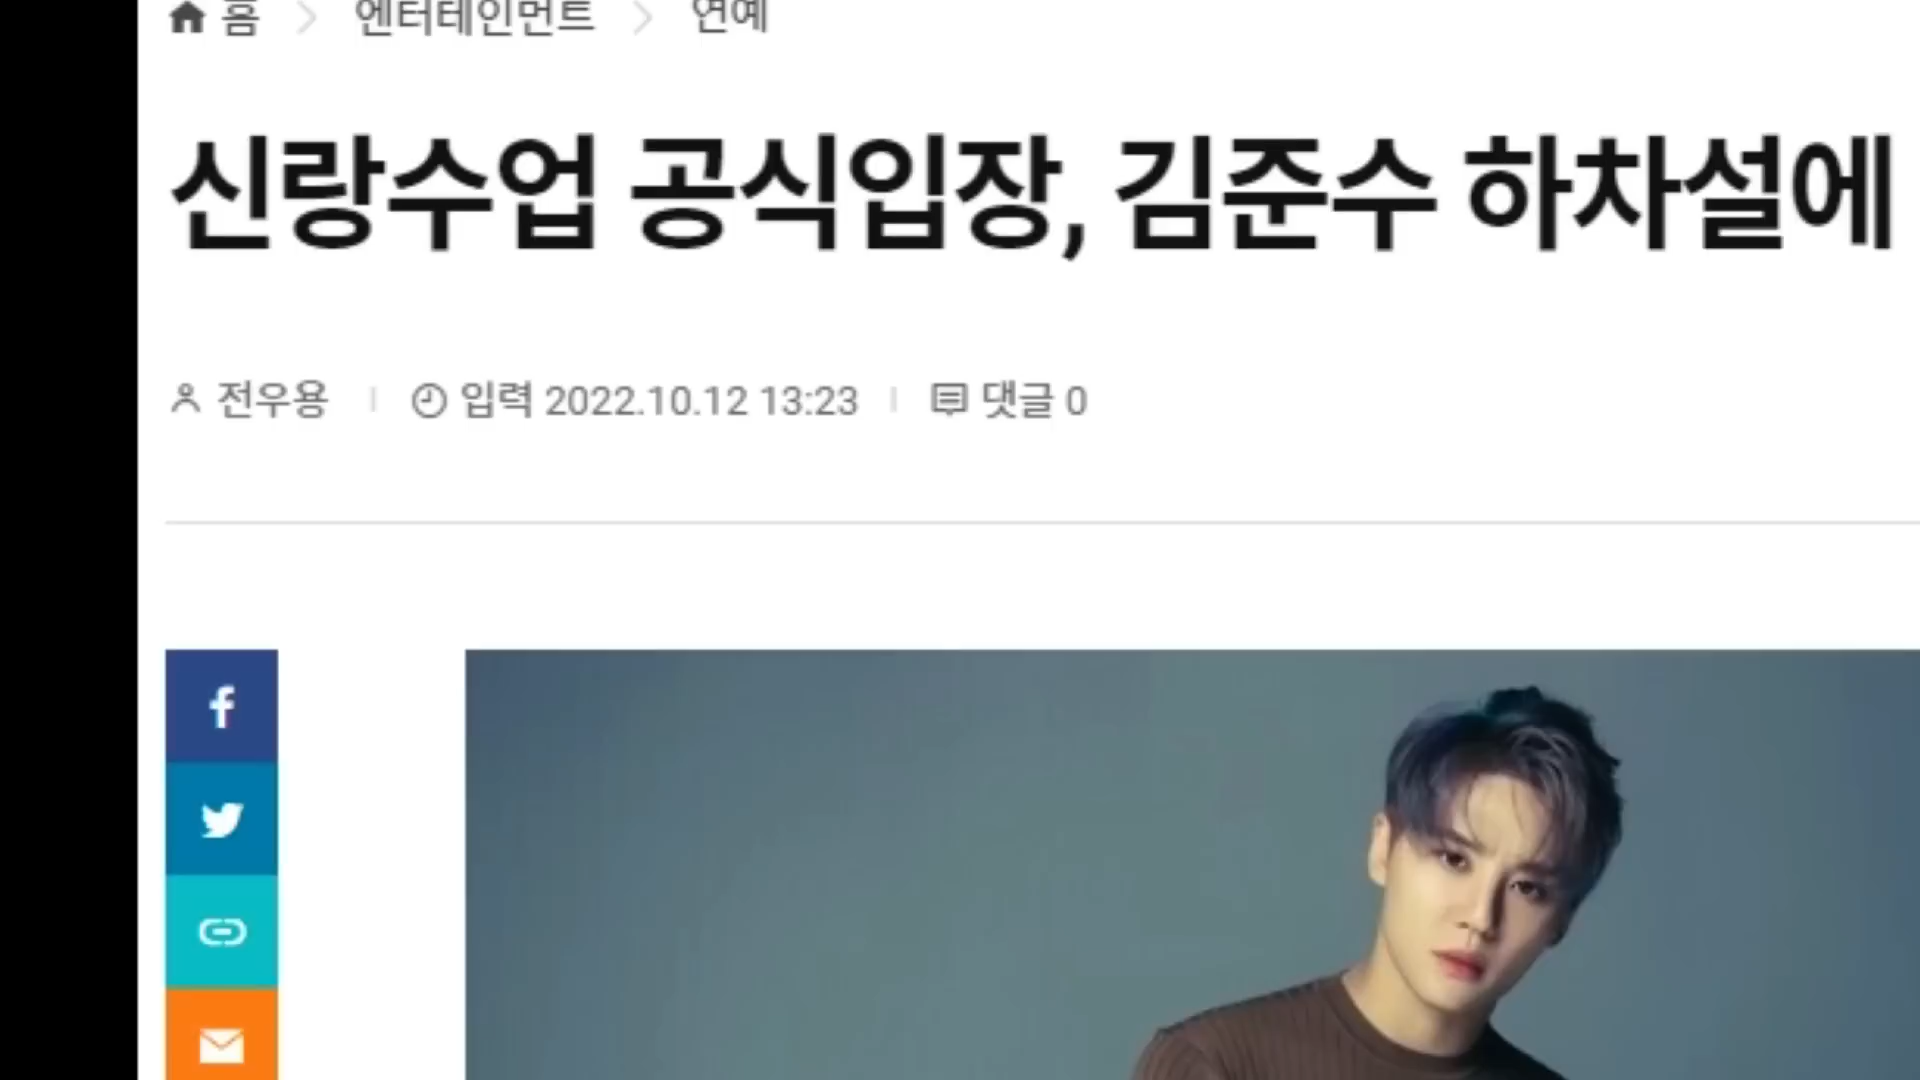 홈 > 엔터테인먼트 > 연예
신랑수업 공식입장, 김준수 하차설에
전우용 | 입력 2022.10.12 13:23 | 댓글 0